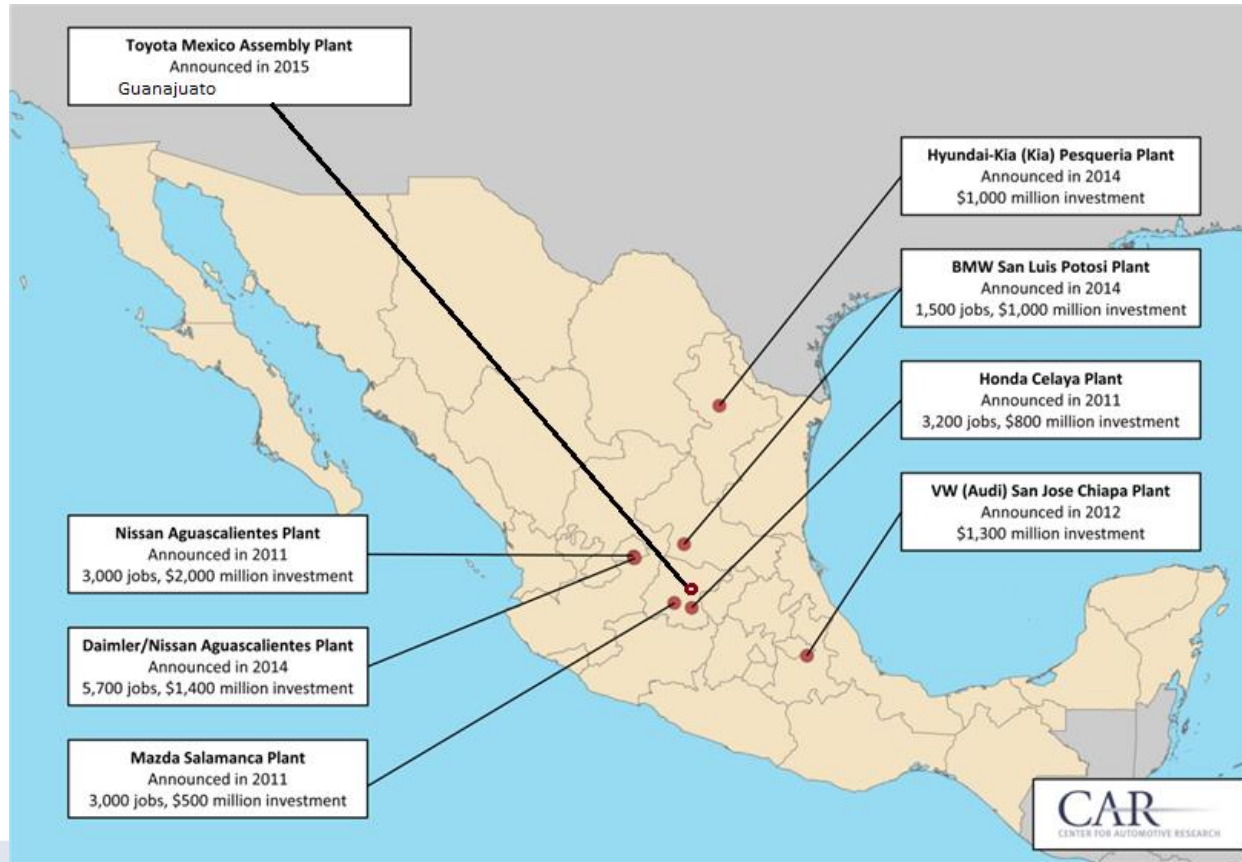 Toyota Mexico Assembly Plant
Announced in 2015
Guanajuato
Hyundai-Kia (Kia) Pesqueria Plant
Announced in 2014
$1,000 million investment
BMW San Luis Potosi Plant
Announced in 2014
1,500 jobs, $1,000 million investment
Honda Celaya Plant
Announced in 2011
3,200 jobs, $800 million investment
VW (Audi) San Jose Chiapa Plant
Announced in 2012
$1,300 million investment
Nissan Aguascalientes Plant
Announced in 2011
3,000 jobs, $2,000 million investment
Daimler/Nissan Aguascalientes Plant
Announced in 2014
5,700 jobs, $1,400 million investment
Mazda Salamanca Plant
Announced in 2011
3,000 jobs, $500 million investment
CAR
CENTER FOR AUTOMOTIVE RESEARCH